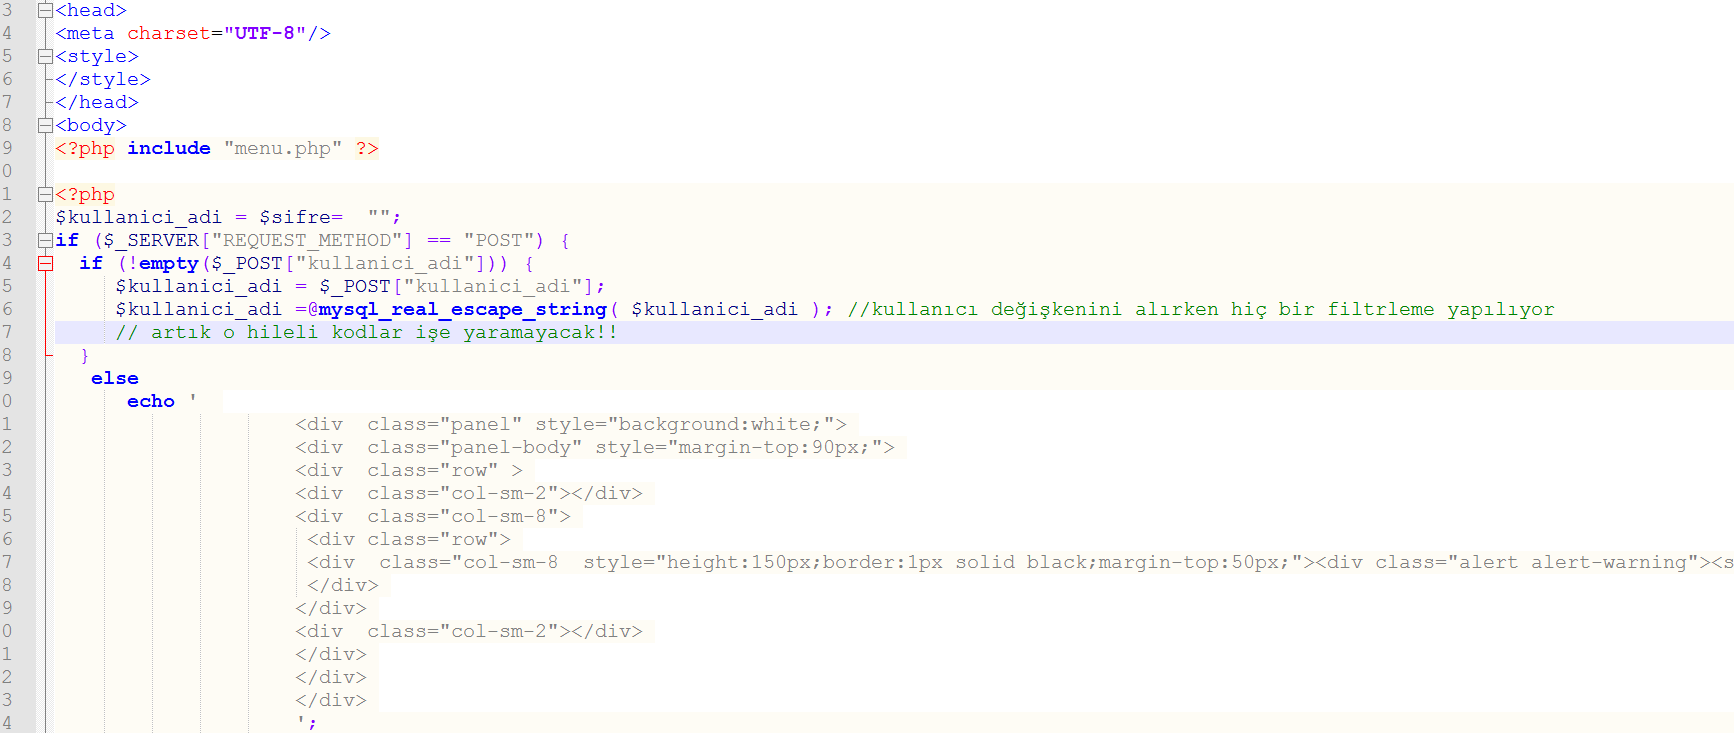 3 <head>
4 <meta charset="UTF-8"/>
5 <style>
6 </style>
7 </head>
8 <body>
9 <?php include "menu.php" ?>
0
1 <?php
2 $kullanici_adi = $sifre=  "";
3 if ($_SERVER["REQUEST_METHOD"] == "POST") {
4 if (!empty($_POST["kullanici_adi"])) {
5 $kullanici_adi = $_POST["kullanici_adi"];
6 $kullanici_adi =@mysql_real_escape_string( $kullanici_adi ); //kullanıcı değişkenini alırken hiç bir filtrleme yapılıyor
7 // artık o hileli kodlar işe yaramayacak!!
8 }
9 else
0 echo '
1 <div  class="panel" style="background:white;">
2 <div  class="panel-body" style="margin-top:90px;">
3 <div  class="row" >
4 <div  class="col-sm-2"></div>
5 <div  class="col-sm-8">
6 <div class="row">
7 <div  class="col-sm-8  style="height:150px;border:1px solid black;margin-top:50px;"><div class="alert alert-warning"><s
8 </div>
9 </div>
0 <div  class="col-sm-2"></div>
1 </div>
2 </div>
3 </div>
4 ';